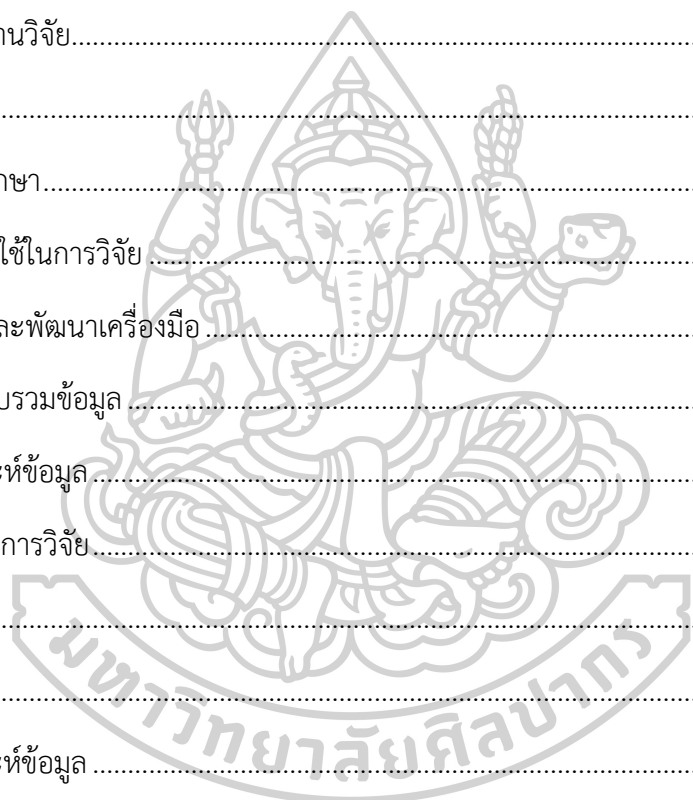 านวิจัย................................................................................
................................................................................
กษา................................................................................
ใช้ในการวิจัย ................................................................................
ละพัฒนาเครื่องมือ ................................................................................
บรวมข้อมูล ................................................................................
ะห์ข้อมูล ................................................................................
การวิจัย................................................................................
................................................................................
................................................................................
ะห์ข้อมูล ................................................................................
มหาวิทยาลัยศิลปากร